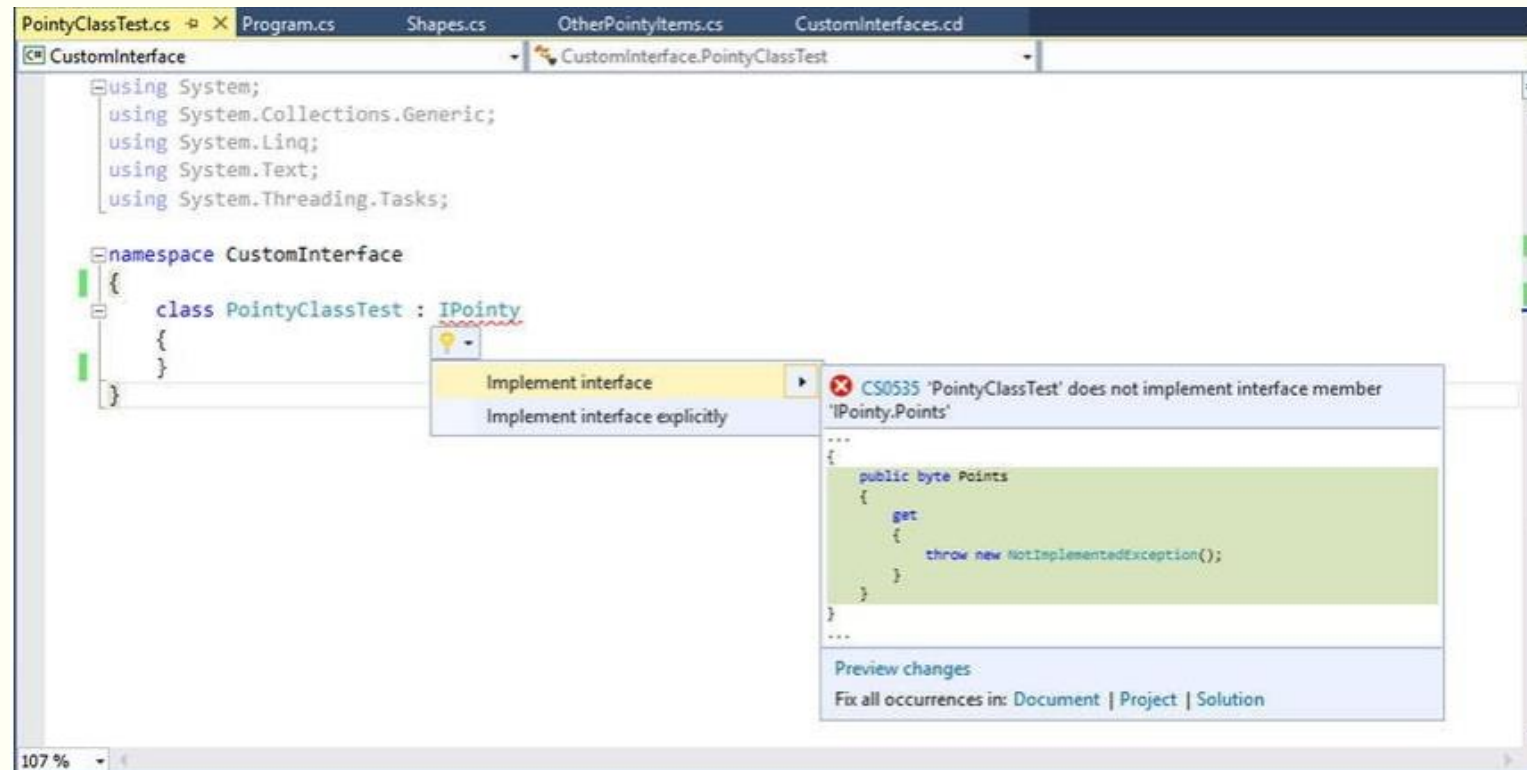 PointyClassTest.cs Program.cs Shapes.cs OtherPointyItems.cs CustomInterfaces.cd
C# CustomInterface CustomInterface.PointyClassTest
using System;
using System.Collections.Generic;
using System.Linq;
using System.Text;
using System.Threading.Tasks;
namespace CustomInterface
{
class PointyClassTest : IPointy
{
}
}
Implement interface
Implement interface explicitly
CS0535 'PointyClassTest' does not implement interface member
'IPointy.Points'
...
{
public byte Points
{
get
{
throw new NotImplementedException();
}
}
}
...
Preview changes
Fix all occurrences in: Document | Project | Solution
107 %